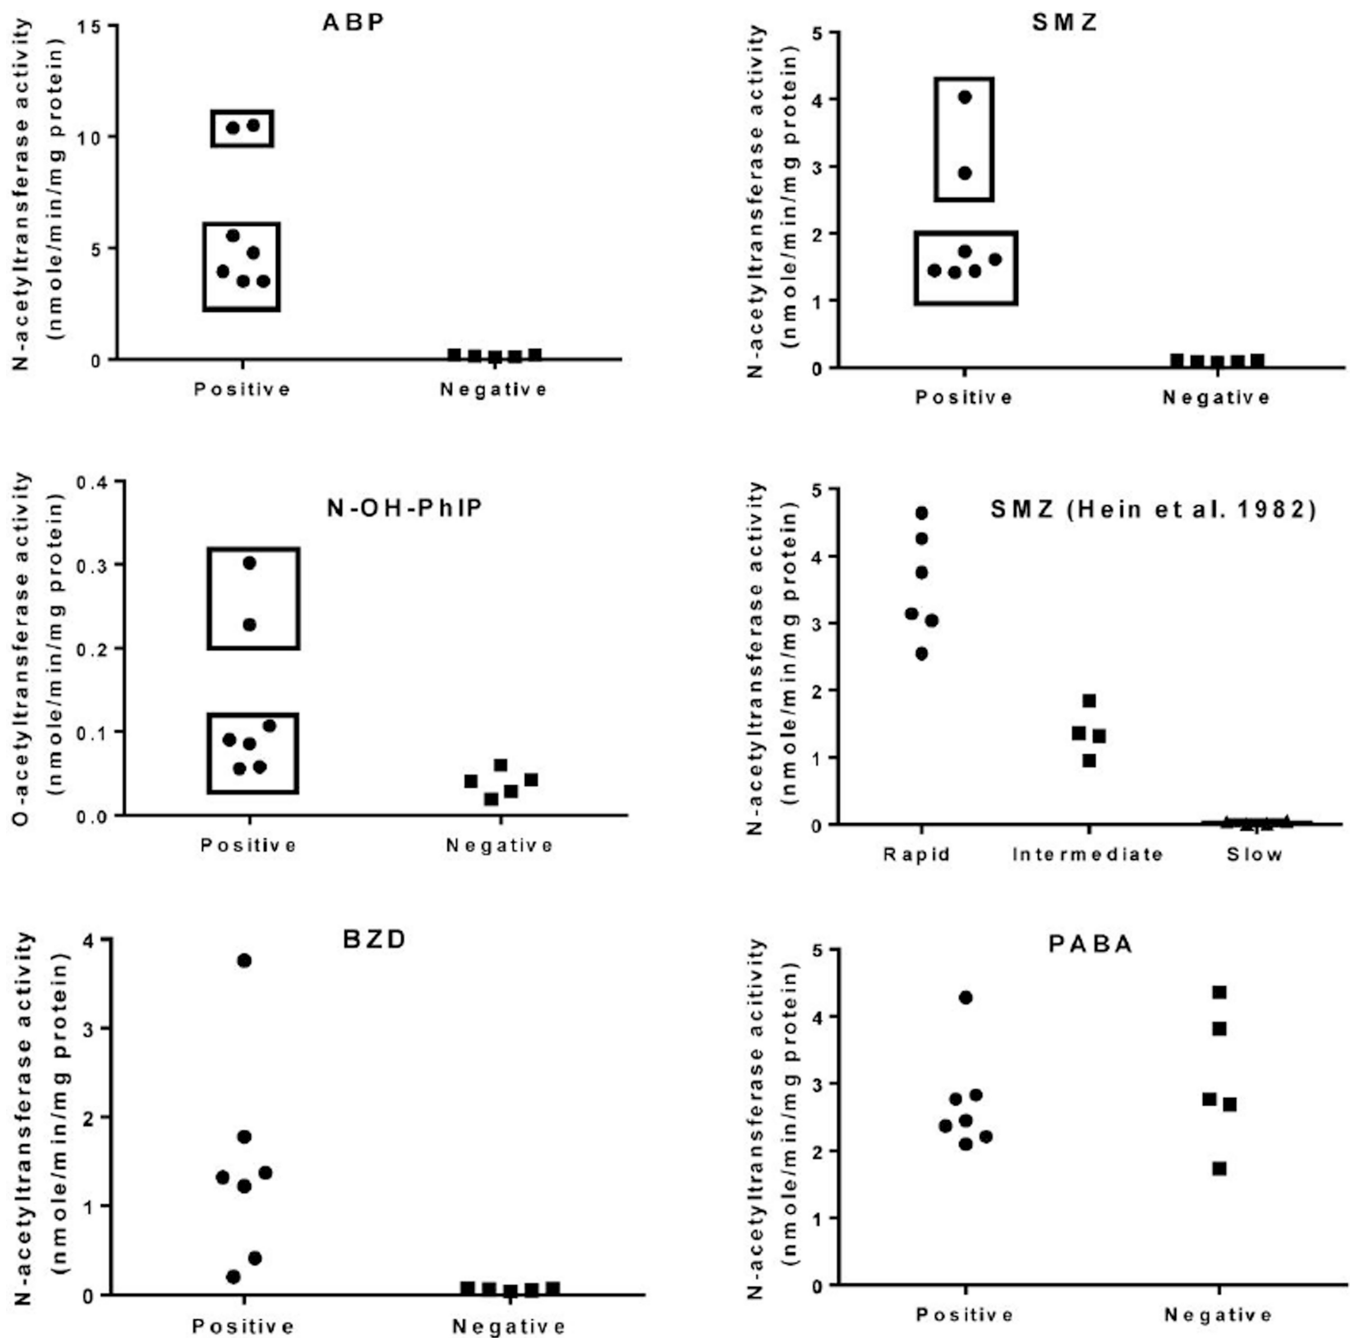 ABP
N-acetyltransferase activity
(nmole/min/mg protein)
15
10
5
0
Positive
Negative
SMZ
N-acetyltransferase activity
(nmole/min/mg protein)
5
4
3
2
1
0
Positive
Negative
N-OH-PhIP
O-acetyltransferase activity
(nmole/min/mg protein)
0.4
0.3
0.2
0.1
0.0
Positive
Negative
SMZ (Hein et al. 1982)
N-acetyltransferase activity
(nmole/min/mg protein)
5
4
3
2
1
0
Rapid
Intermediate
Slow
BZD
N-acetyltransferase activity
(nmole/min/mg protein)
4
3
2
1
0
Positive
Negative
PABA
N-acetyltransferase acitivity
(nmole/min/mg protein)
5
4
3
2
1
0
Positive
Negative